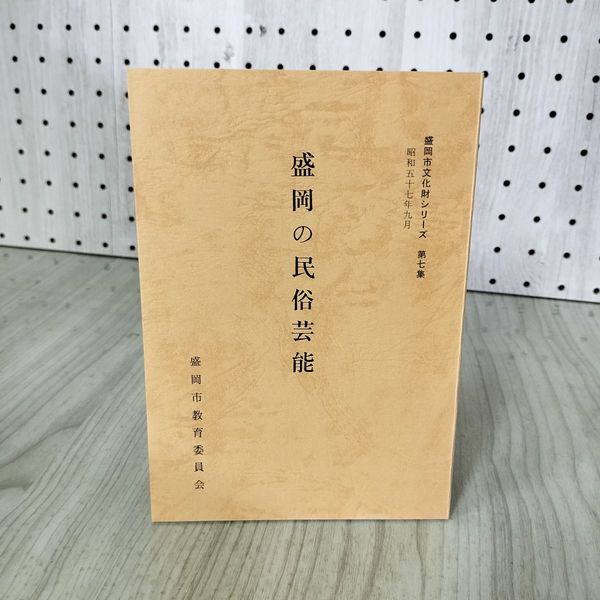 盛岡市文化財シリーズ 第七集
昭和五十七年九月
盛岡の民俗芸能
盛岡市教育委員会